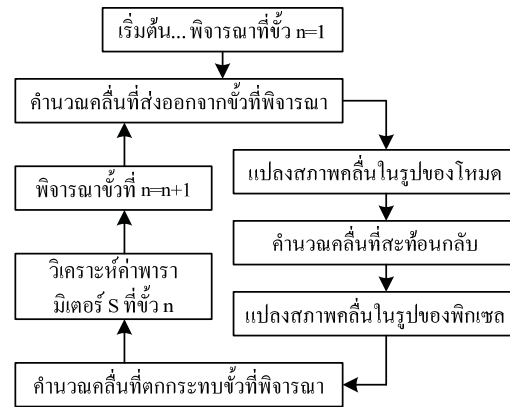 เริ่มต้น... พิจารณาที่ขั้ว n=1
คำนวณคลื่นที่ส่งออกจากขั้วที่พิจารณา
แปลงสภาพคลื่นในรูปของโหมด
คำนวณคลื่นที่สะท้อนกลับ
แปลงสภาพคลื่นในรูปของพิกเซล
คำนวณคลื่นที่ตกกระทบขั้วที่พิจารณา
วิเคราะห์ค่าพารา
มิเตอร์ S ที่ขั้ว n
พิจารณาขั้วที่ n=n+1